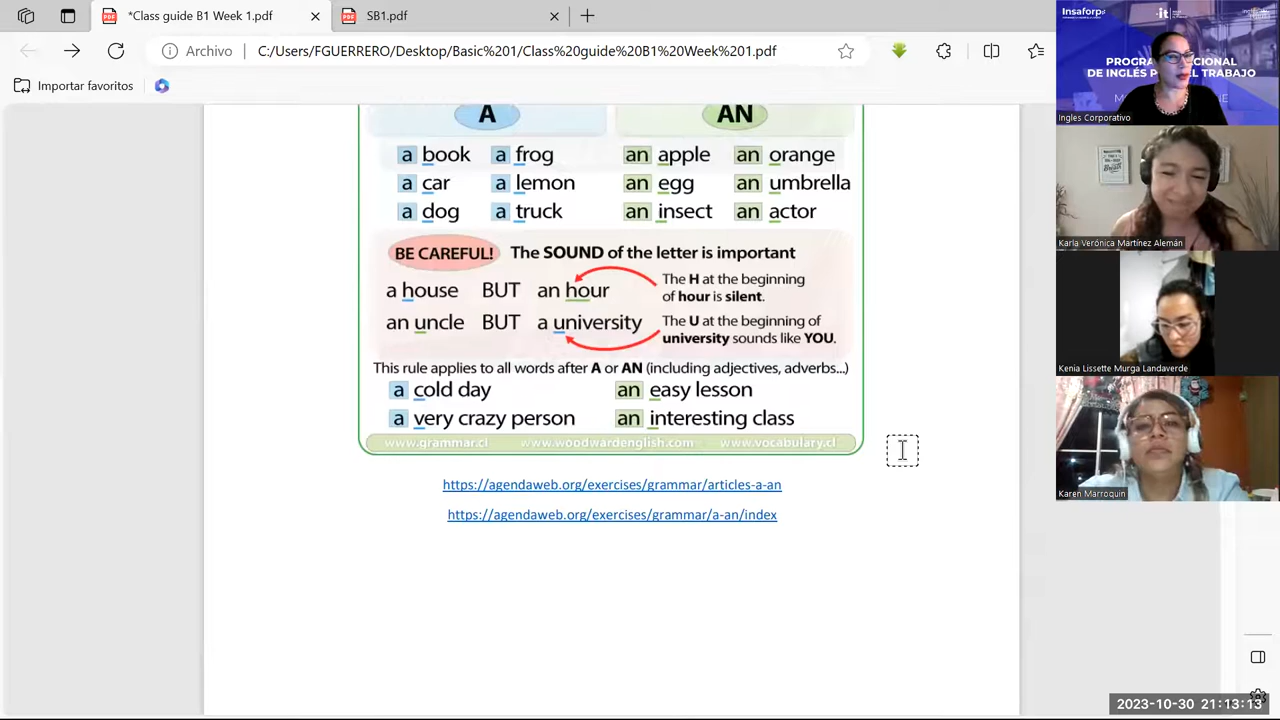 *Class guide B1 Week 1.pdf
SB1.pdf
Archivo
C:/Users/FGUERRERO/Desktop/Basic%201/Class%20guide%20B1%20Week%201.pdf
Importar favoritos
A
AN
a book a frog an apple an orange
a car a lemon an egg an umbrella
a dog a truck an insect an actor
BE CAREFUL! The SOUND of the letter is important
a house BUT an hour
The H at the beginning
of hour is silent.
an uncle BUT a university
The U at the beginning of
university sounds like YOU.
This rule applies to all words after A or AN (including adjectives, adverbs...)
a cold day an easy lesson
a very crazy person an interesting class
www.grammar.cl www.woodwardenglish.com www.vocabulary.cl
https://agendaweb.org/exercises/grammar/articles-a-an
https://agendaweb.org/exercises/grammar/a-an/index
Insaforp
Ingles Corporativo
Karla Verónica Martínez Alemán
Kenia Lissette Murga Landaverde
Karen Marroquin
2023-10-30 21:13:13